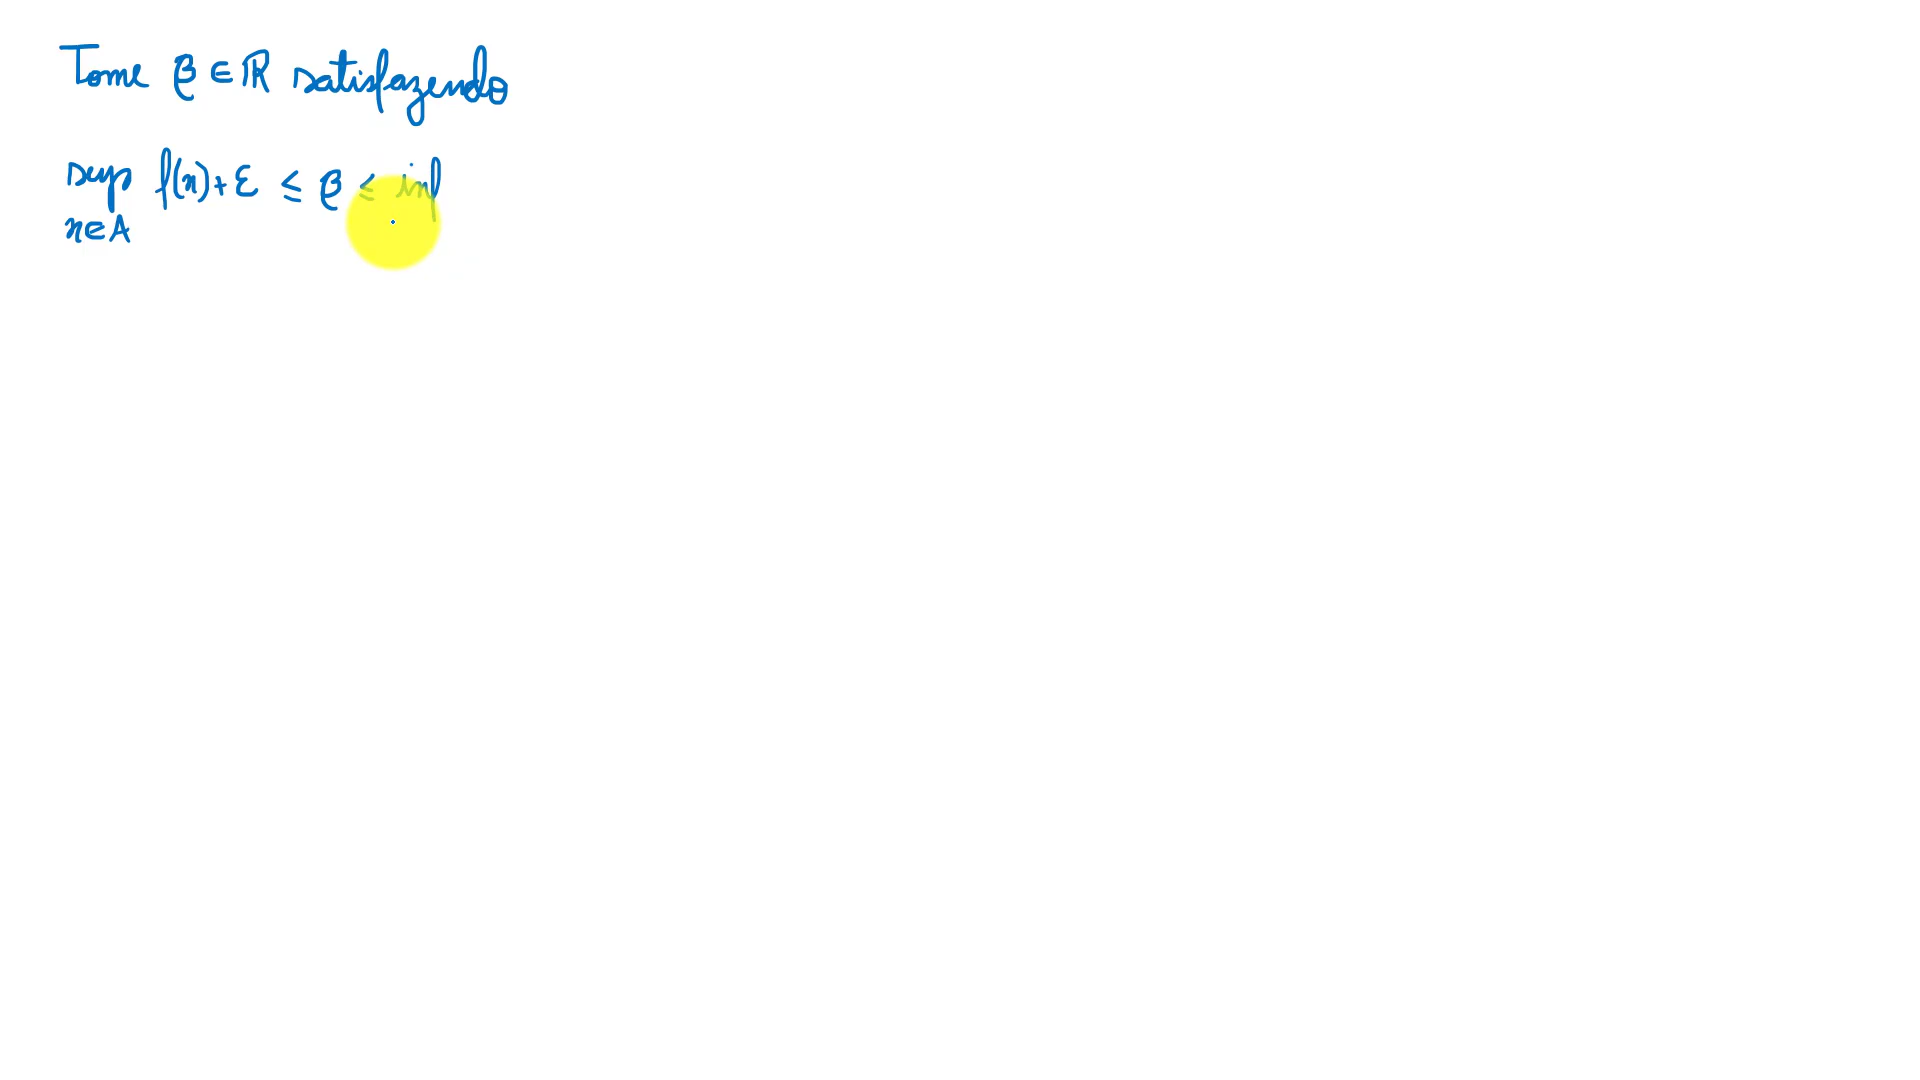 Tome β ∈ ℝ satisfazendo
sup f(x) + ε ≤ β ≤ inf
x∈A